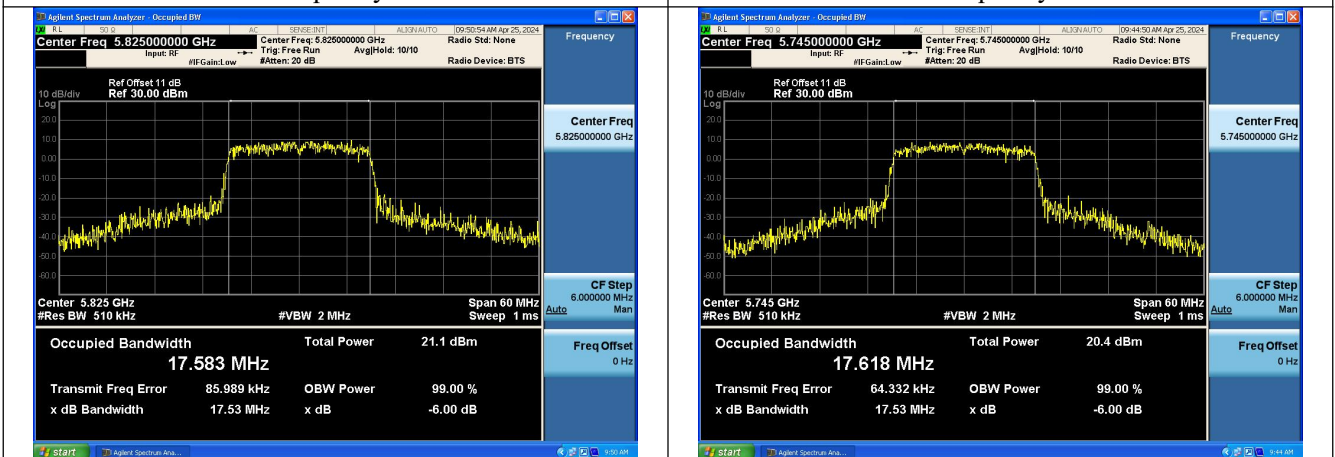 Agilent Spectrum Analyzer - Occupied BW
RL 50 Ω AC SENSE:INT ALIGN AUTO 09:50:54 AM Apr 25, 2024
Center Freq 5.825000000 GHz
Center Freq: 5.825000000 GHz
Radio Std: None
Input: RF
Trig: Free Run Avg|Hold: 10/10
#IFGain:Low #Atten: 20 dB
Radio Device: BTS
Ref Offset 11 dB
10 dB/div Ref 30.00 dBm
Log
20.0
10.0
0.00
-10.0
-20.0
-30.0
-40.0
-50.0
-60.0
Center 5.825 GHz Span 60 MHz
#Res BW 510 kHz #VBW 2 MHz Sweep 1 ms
Occupied Bandwidth Total Power 21.1 dBm
17.583 MHz
Transmit Freq Error 85.989 kHz OBW Power 99.00 %
x dB Bandwidth 17.53 MHz x dB -6.00 dB
Frequency
Center Freq
5.825000000 GHz
CF Step
6.000000 MHz
Auto Man
Freq Offset
0 Hz
start Agilent Spectrum Ana... 9:50 AM
Agilent Spectrum Analyzer - Occupied BW
RL 50 Ω AC SENSE:INT ALIGN AUTO 09:44:50 AM Apr 25, 2024
Center Freq 5.745000000 GHz
Center Freq: 5.745000000 GHz
Radio Std: None
Input: RF
Trig: Free Run Avg|Hold: 10/10
#IFGain:Low #Atten: 20 dB
Radio Device: BTS
Ref Offset 11 dB
10 dB/div Ref 30.00 dBm
Log
20.0
10.0
0.00
-10.0
-20.0
-30.0
-40.0
-50.0
-60.0
Center 5.745 GHz Span 60 MHz
#Res BW 510 kHz #VBW 2 MHz Sweep 1 ms
Occupied Bandwidth Total Power 20.4 dBm
17.618 MHz
Transmit Freq Error 64.332 kHz OBW Power 99.00 %
x dB Bandwidth 17.53 MHz x dB -6.00 dB
Frequency
Center Freq
5.745000000 GHz
CF Step
6.000000 MHz
Auto Man
Freq Offset
0 Hz
start Agilent Spectrum Ana... 9:44 AM